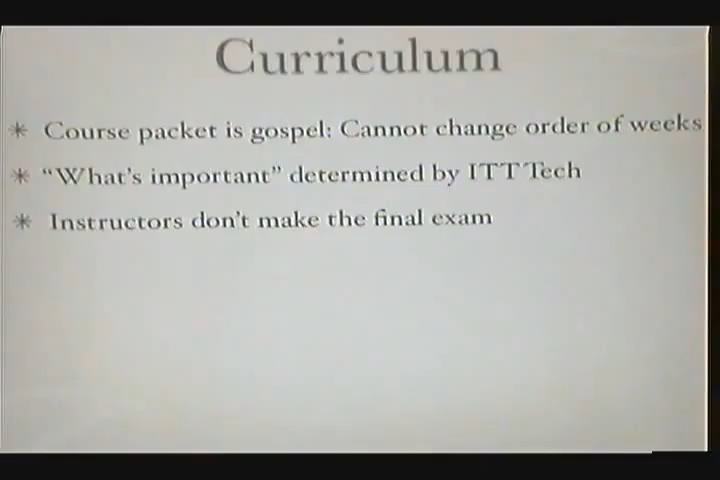 Curriculum
✳ Course packet is gospel: Cannot change order of weeks
✳ “What’s important” determined by ITT Tech
✳ Instructors don’t make the final exam